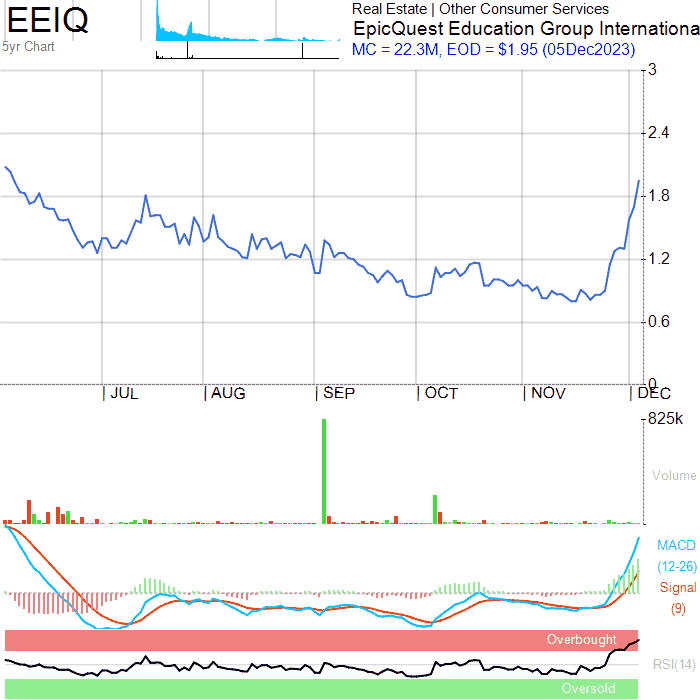 EEIQ
5yr Chart
Real Estate | Other Consumer Services
EpicQuest Education Group Internationa
MC = 22.3M, EOD = $1.95 (05Dec2023)
3
2.4
1.8
1.2
0.6
0
JUL
AUG
SEP
OCT
NOV
DEC
825k
Volume
MACD
(12-26)
Signal
(9)
Overbought
RSI(14)
Oversold